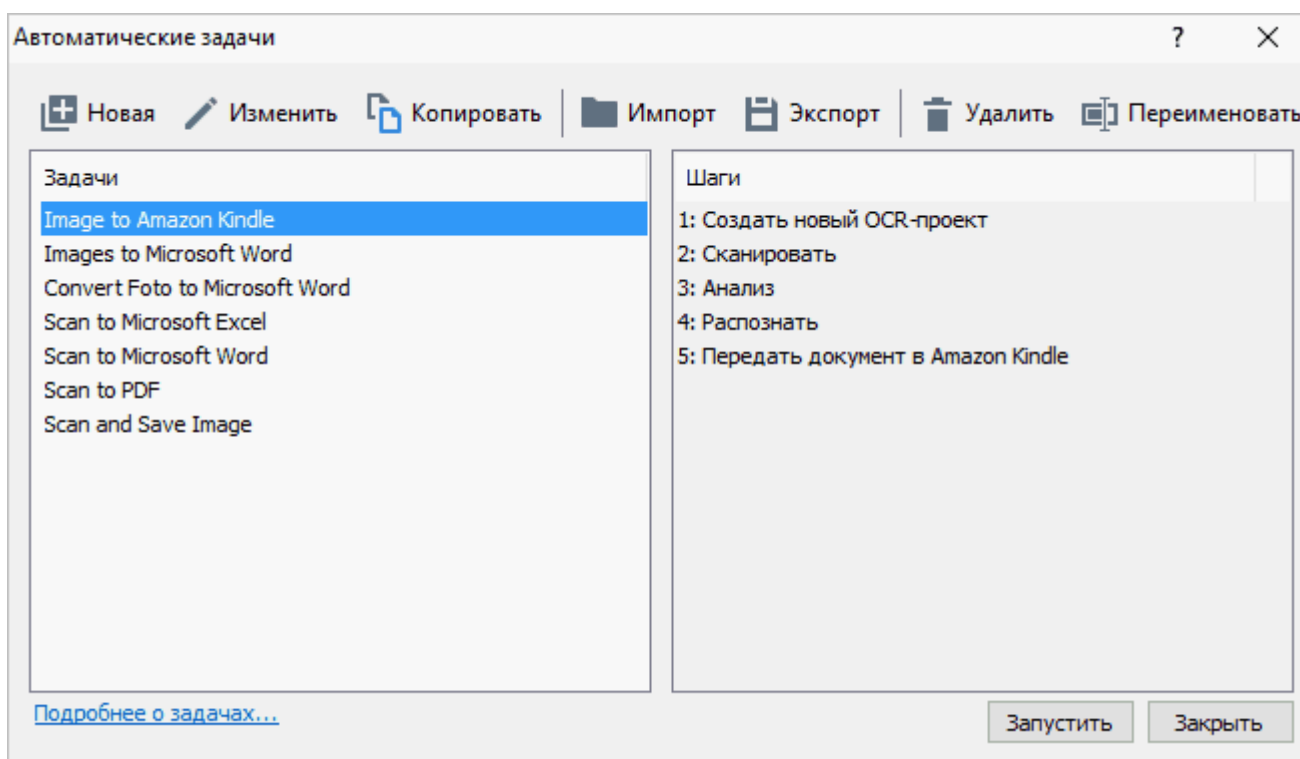 Автоматические задачи
Новая Изменить Копировать Импорт Экспорт Удалить Переименовать
Задачи
Image to Amazon Kindle
Images to Microsoft Word
Convert Foto to Microsoft Word
Scan to Microsoft Excel
Scan to Microsoft Word
Scan to PDF
Scan and Save Image
Шаги
1: Создать новый OCR-проект
2: Сканировать
3: Анализ
4: Распознать
5: Передать документ в Amazon Kindle
Подробнее о задачах...
Запустить Закрыть